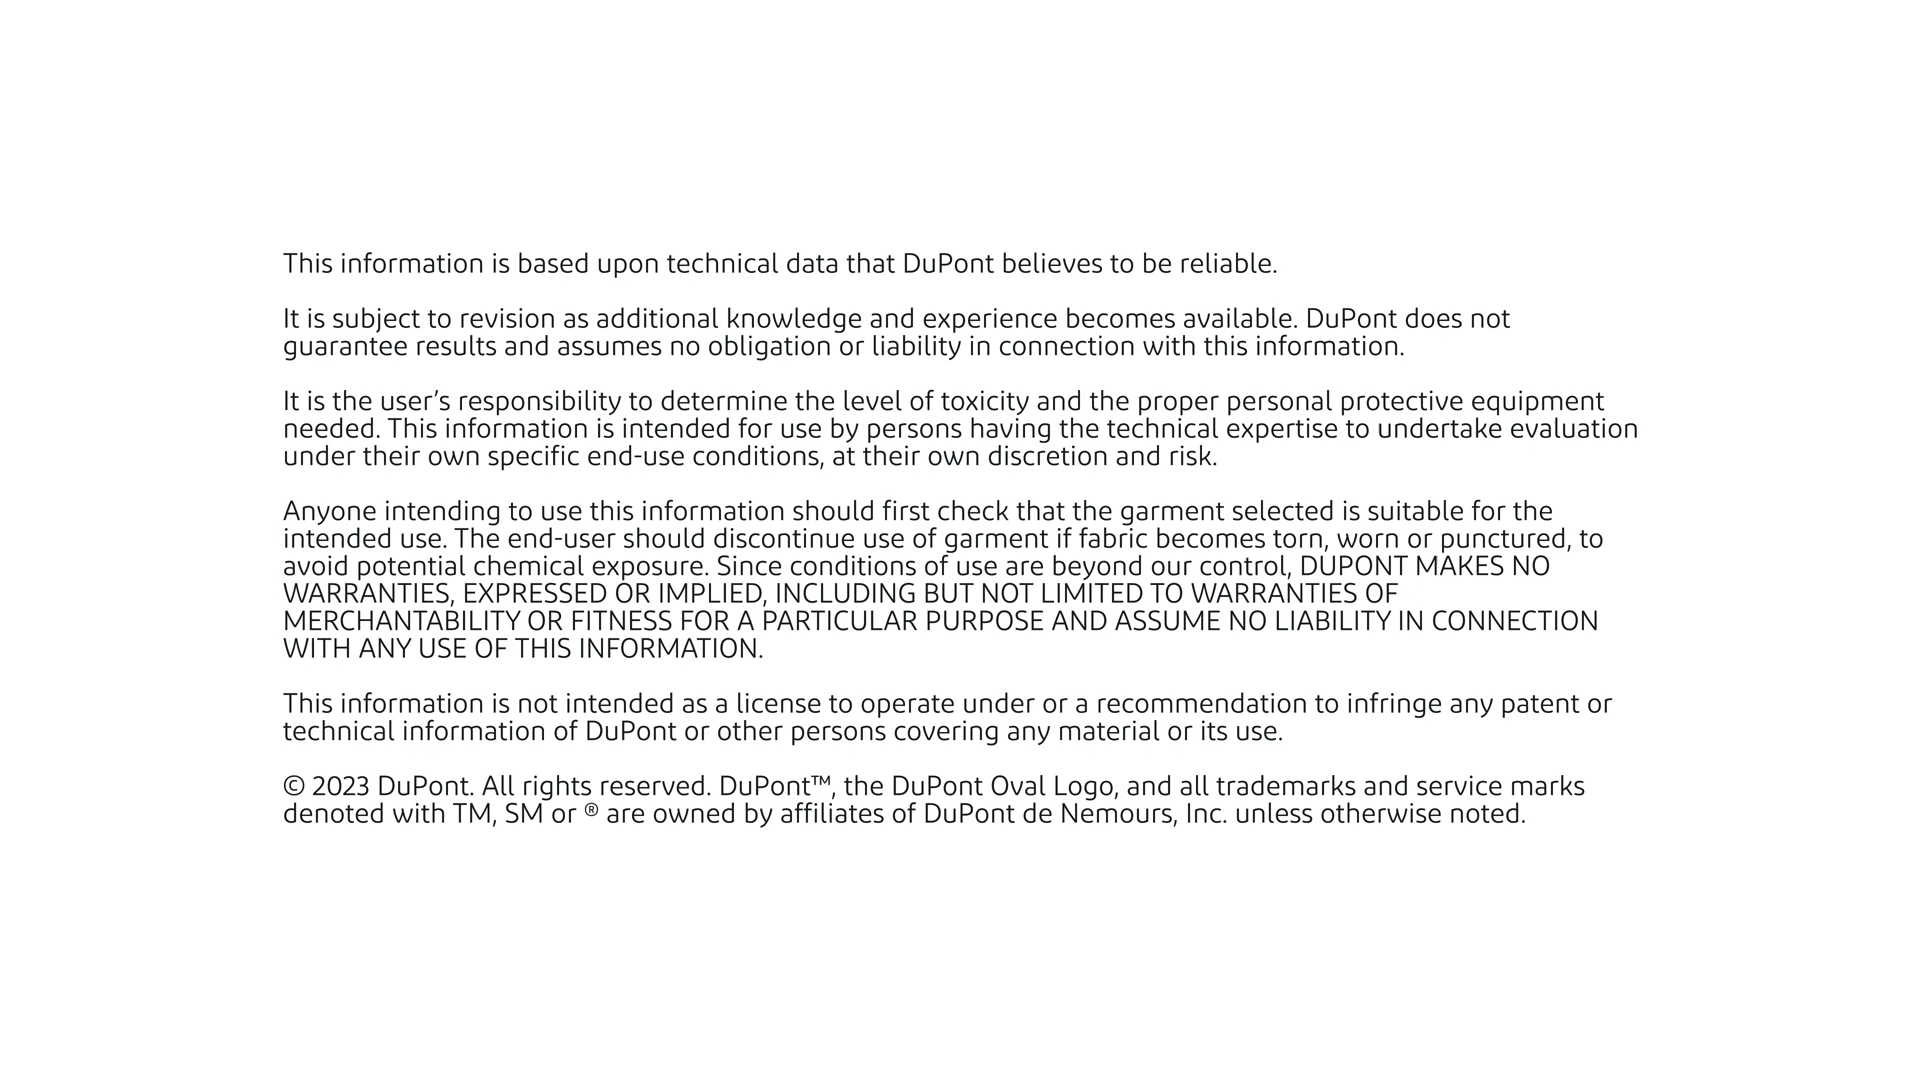 This information is based upon technical data that DuPont believes to be reliable.
It is subject to revision as additional knowledge and experience becomes available. DuPont does not
guarantee results and assumes no obligation or liability in connection with this information.
It is the user’s responsibility to determine the level of toxicity and the proper personal protective equipment
needed. This information is intended for use by persons having the technical expertise to undertake evaluation
under their own specific end-use conditions, at their own discretion and risk.
Anyone intending to use this information should first check that the garment selected is suitable for the
intended use. The end-user should discontinue use of garment if fabric becomes torn, worn or punctured, to
avoid potential chemical exposure. Since conditions of use are beyond our control, DUPONT MAKES NO
WARRANTIES, EXPRESSED OR IMPLIED, INCLUDING BUT NOT LIMITED TO WARRANTIES OF
MERCHANTABILITY OR FITNESS FOR A PARTICULAR PURPOSE AND ASSUME NO LIABILITY IN CONNECTION
WITH ANY USE OF THIS INFORMATION.
This information is not intended as a license to operate under or a recommendation to infringe any patent or
technical information of DuPont or other persons covering any material or its use.
© 2023 DuPont. All rights reserved. DuPont™, the DuPont Oval Logo, and all trademarks and service marks
denoted with TM, SM or ® are owned by affiliates of DuPont de Nemours, Inc. unless otherwise noted.